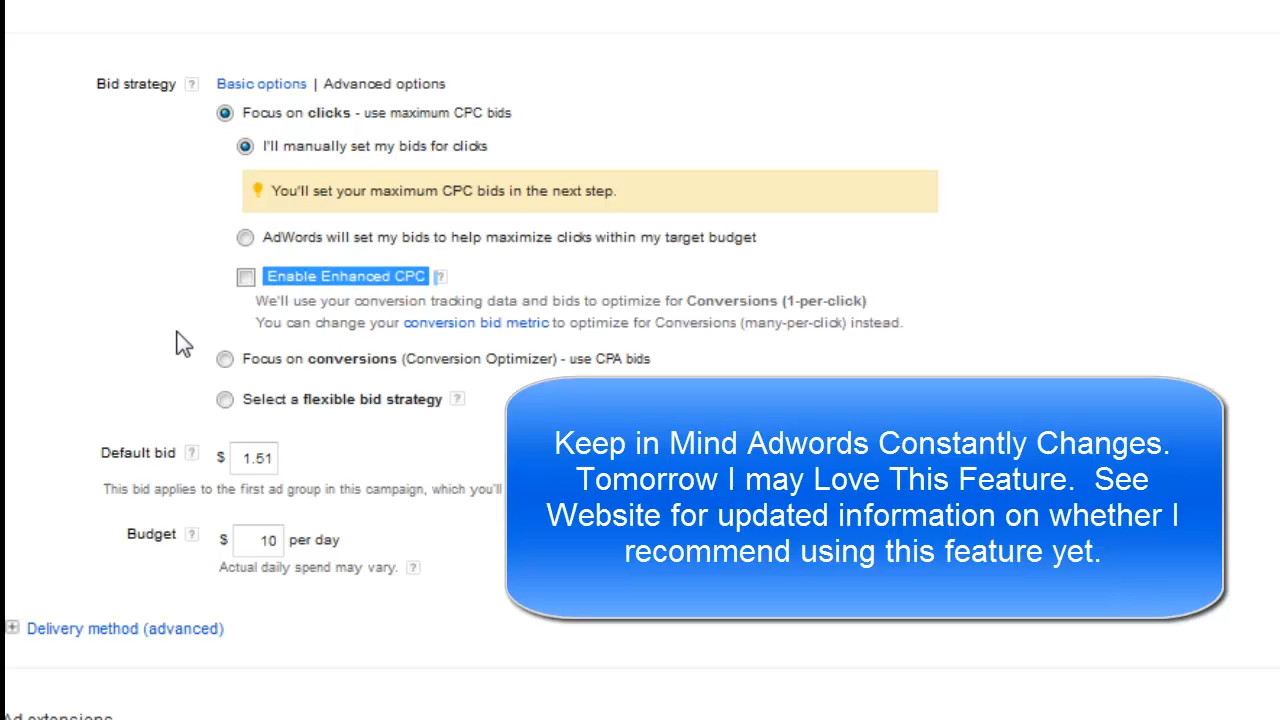 Bid strategy ? Basic options | Advanced options
Focus on clicks - use maximum CPC bids
I'll manually set my bids for clicks
You'll set your maximum CPC bids in the next step.
AdWords will set my bids to help maximize clicks within my target budget
Enable Enhanced CPC ?
We'll use your conversion tracking data and bids to optimize for Conversions (1-per-click)
You can change your conversion bid metric to optimize for Conversions (many-per-click) instead.
Focus on conversions (Conversion Optimizer) - use CPA bids
Select a flexible bid strategy ?
Default bid ? $ 1.51
This bid applies to the first ad group in this campaign, which you'll
Budget ? $ 10 per day
Actual daily spend may vary. ?
Keep in Mind Adwords Constantly Changes.
Tomorrow I may Love This Feature. See
Website for updated information on whether I
recommend using this feature yet.
Delivery method (advanced)
Ad extensions